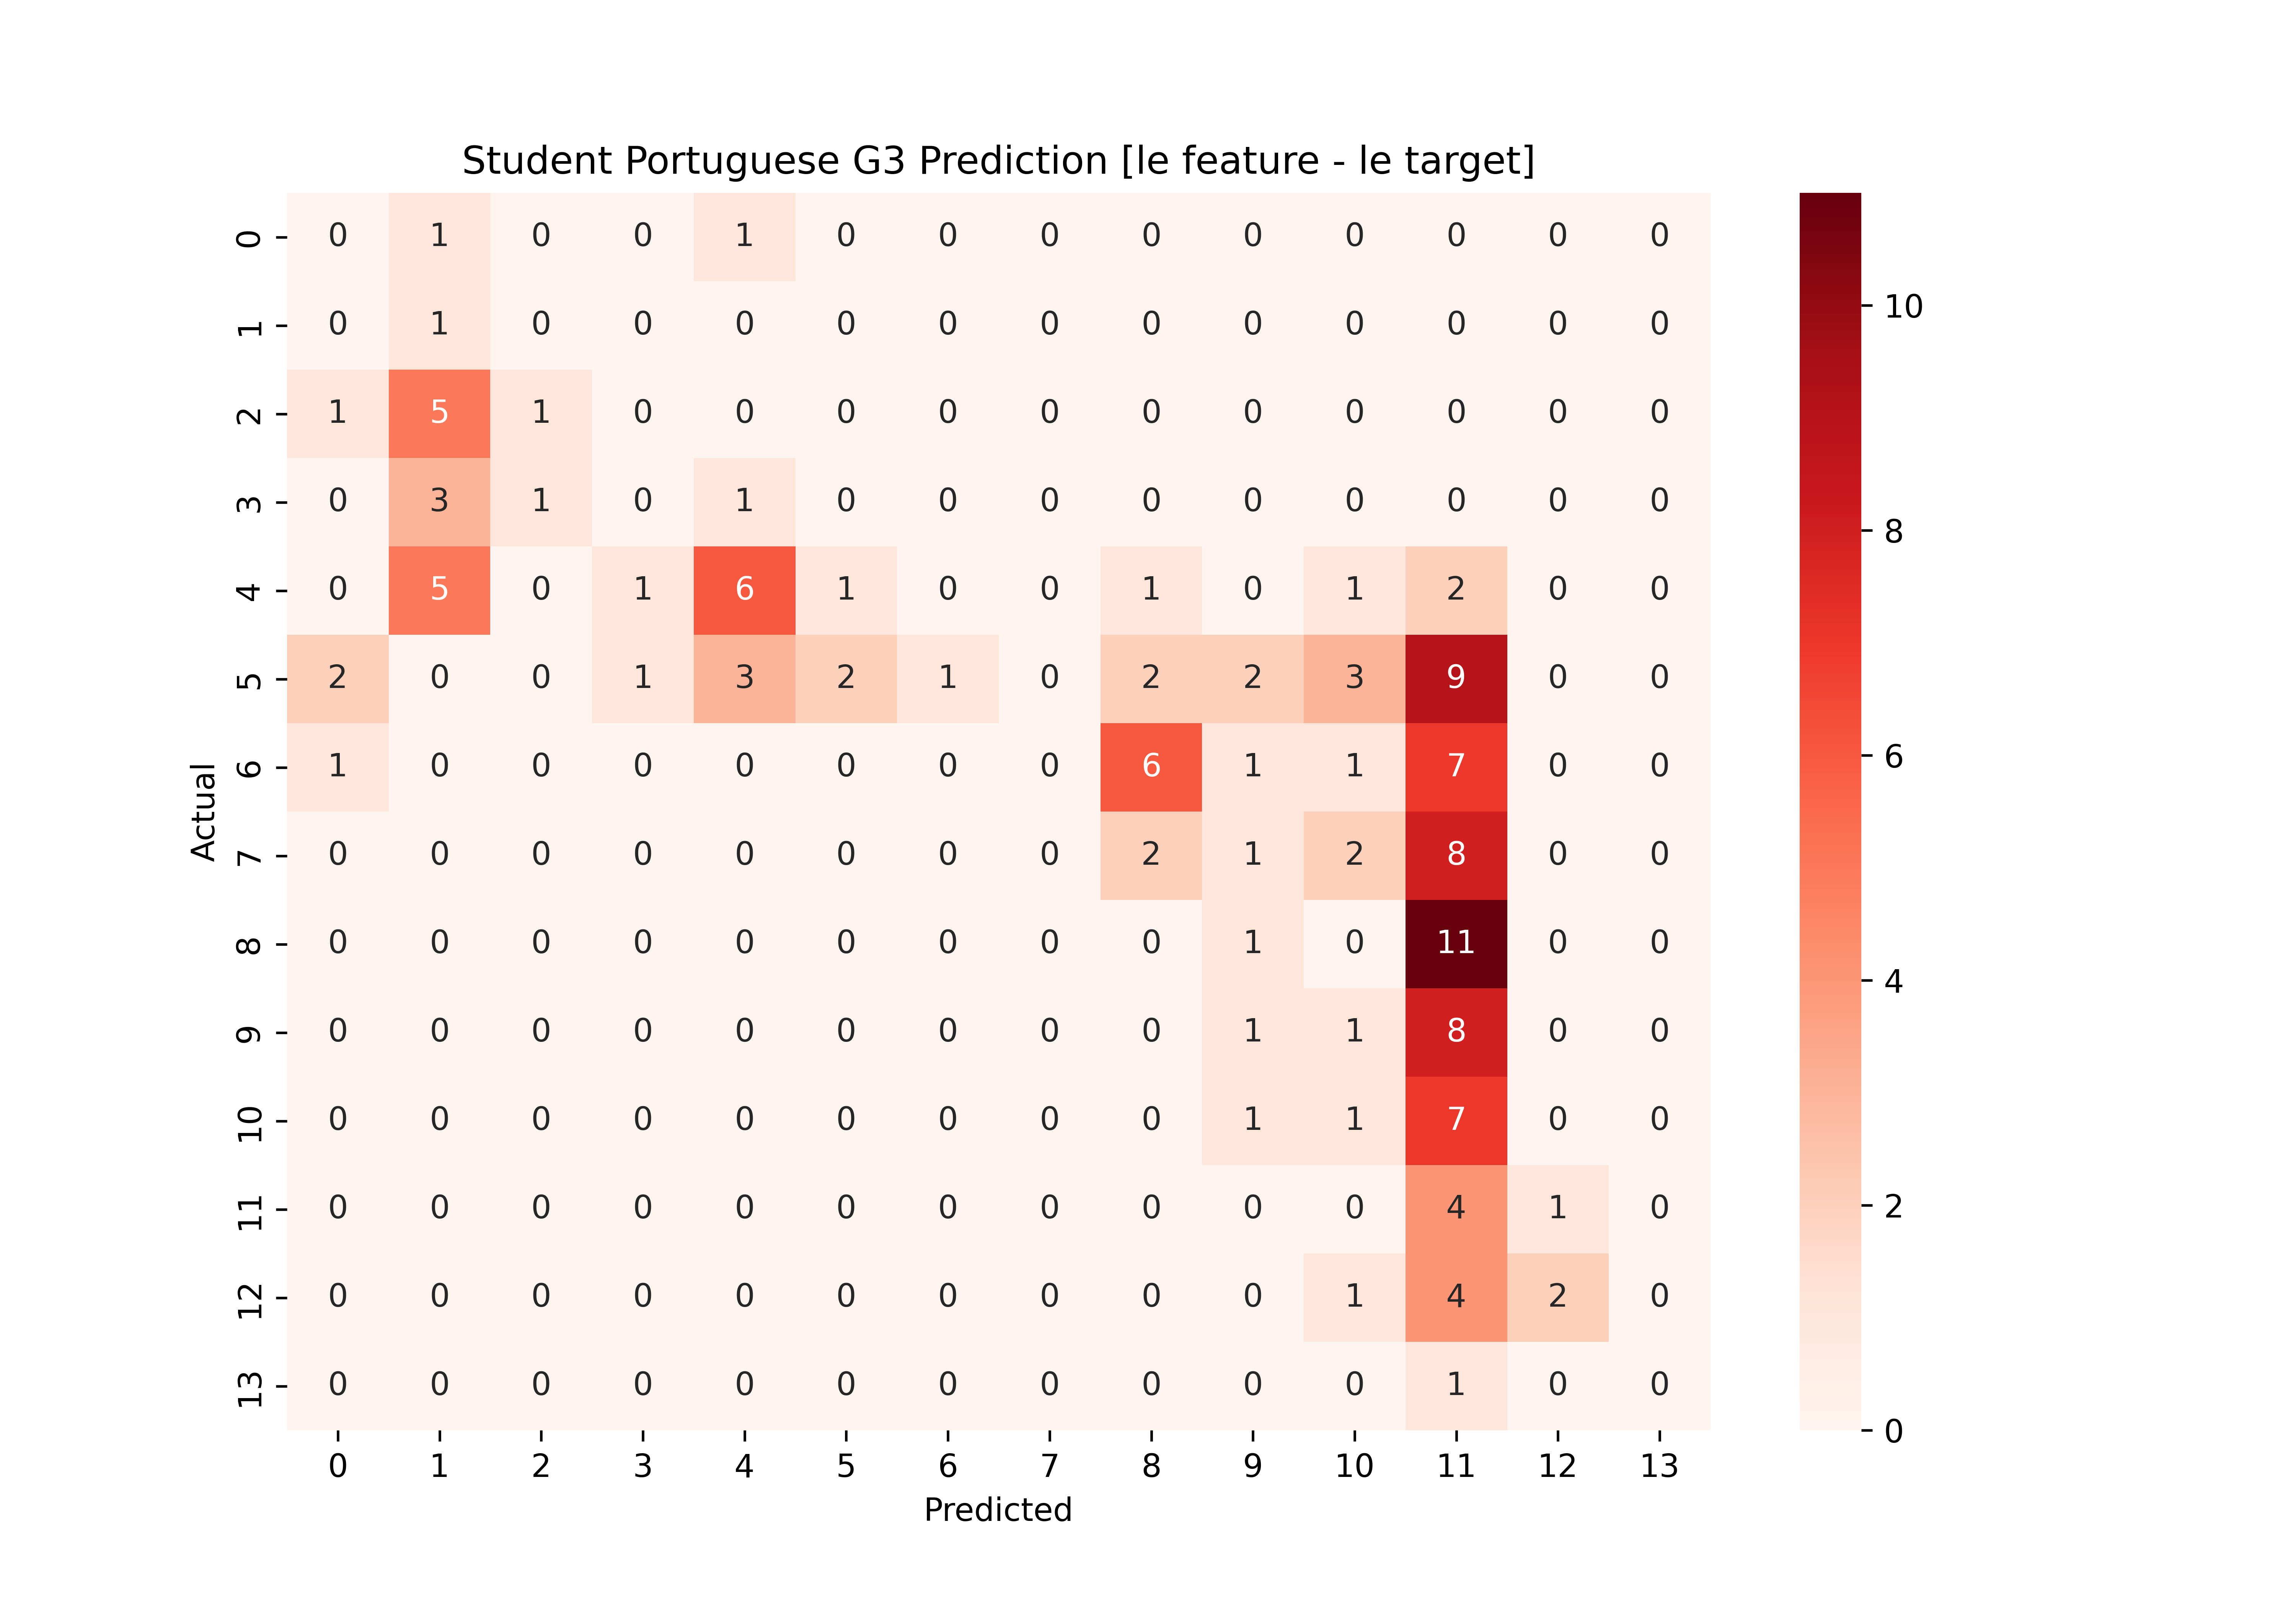 Student Portuguese G3 Prediction [le feature - le target]
0 0 1 0 0 1 0 0 0 0 0 0 0 0 0
1 0 1 0 0 0 0 0 0 0 0 0 0 0 0
2 1 5 1 0 0 0 0 0 0 0 0 0 0 0
3 0 3 1 0 1 0 0 0 0 0 0 0 0 0
4 0 5 0 1 6 1 0 0 1 0 1 2 0 0
5 2 0 0 1 3 2 1 0 2 2 3 9 0 0
6 1 0 0 0 0 0 0 0 6 1 1 7 0 0
7 0 0 0 0 0 0 0 0 2 1 2 8 0 0
8 0 0 0 0 0 0 0 0 0 1 0 11 0 0
9 0 0 0 0 0 0 0 0 0 1 1 8 0 0
10 0 0 0 0 0 0 0 0 0 1 1 7 0 0
11 0 0 0 0 0 0 0 0 0 0 0 4 1 0
12 0 0 0 0 0 0 0 0 0 0 1 4 2 0
13 0 0 0 0 0 0 0 0 0 0 0 1 0 0
0 1 2 3 4 5 6 7 8 9 10 11 12 13
Predicted
Actual
10
8
6
4
2
0